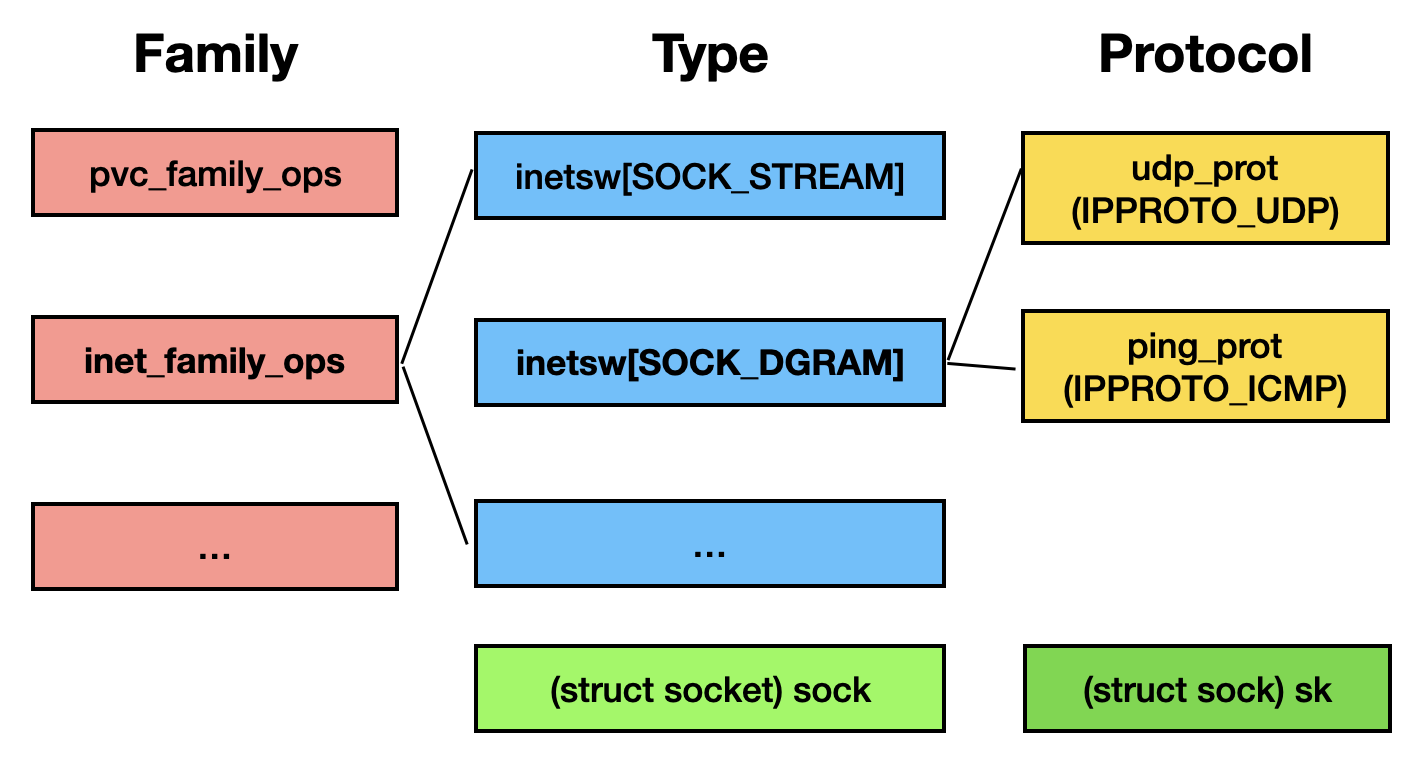 Family
Type
Protocol
pvc_family_ops
inetsw[SOCK_STREAM]
udp_prot
(IPPROTO_UDP)
inet_family_ops
inetsw[SOCK_DGRAM]
ping_prot
(IPPROTO_ICMP)
...
...
(struct socket) sock
(struct sock) sk